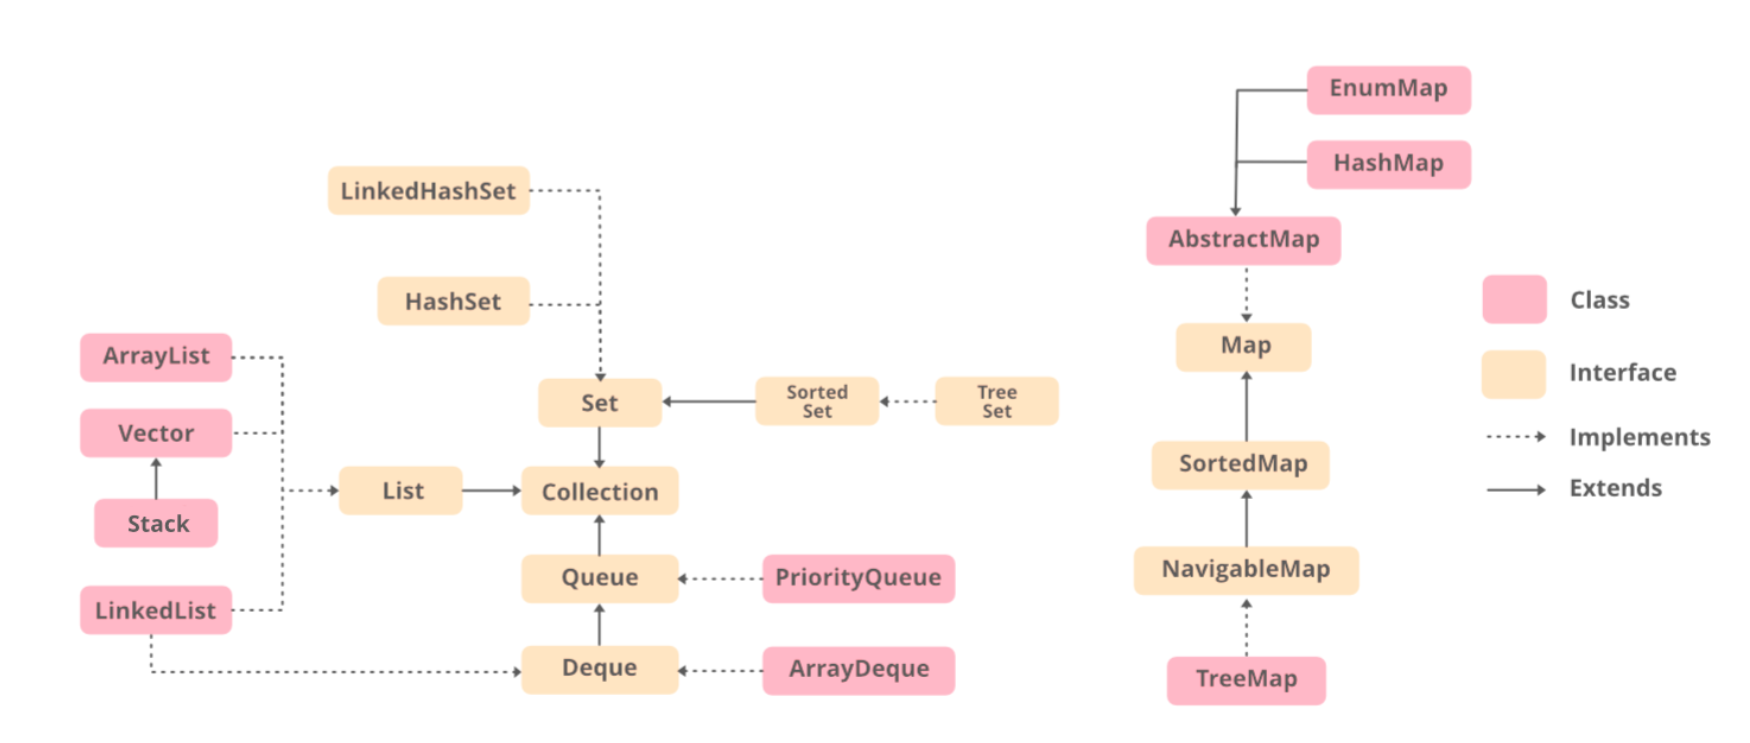 EnumMap
HashMap
LinkedHashSet
AbstractMap
HashSet
Class
Map
ArrayList
Interface
Set
Sorted
Set
Tree
Set
Vector
Implements
SortedMap
List
Collection
Extends
Stack
Queue
PriorityQueue
NavigableMap
LinkedList
Deque
ArrayDeque
TreeMap